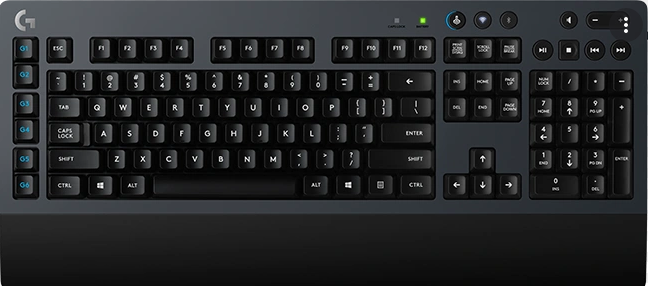 G
G1 ESC F1 F2 F3 F4 F5 F6 F7 F8 F9 F10 F11 F12
PRINT SCREEN SCROLL LOCK PAUSE
G2 ~ ` ! 1 @ 2 # 3 $ 4 % 5 ^ 6 & 7 * 8 ( 9 ) 0 _ - + = ←
INS HOME PAGE UP NUM LOCK / * -
G3 TAB Q W E R T Y U I O P { [ } ] | \
DEL END PAGE DOWN 7 HOME 8 ↑ 9 PG UP +
G4 CAPS LOCK A S D F G H J K L : ; " ' ENTER
4 ← 5 6 →
G5 SHIFT Z X C V B N M < , > . ? / SHIFT
↑ 1 END 2 ↓ 3 PG DN ENTER
G6 CTRL ALT ALT CTRL
← ↓ → 0 INS . DEL